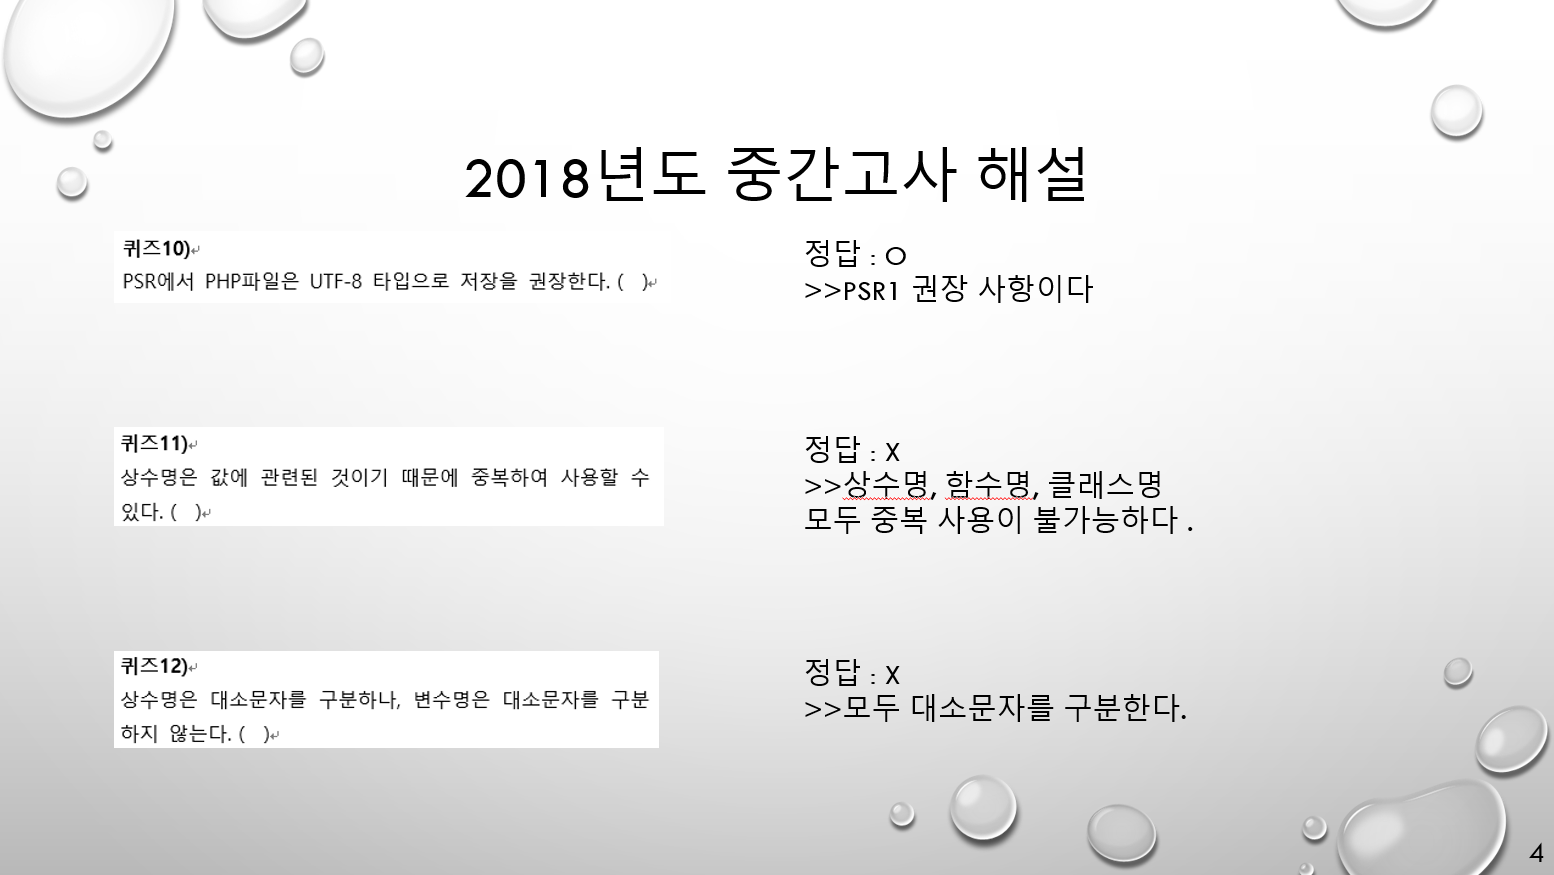 2018년도 중간고사 해설
퀴즈10)↵
PSR에서 PHP파일은 UTF-8 타입으로 저장을 권장한다. (   )↵
정답 : O
>>PSR1 권장 사항이다
퀴즈11)↵
상수명은 값에 관련된 것이기 때문에 중복하여 사용할 수
있다. (   )↵
정답 : X
>>상수명, 함수명, 클래스명
모두 중복 사용이 불가능하다 .
퀴즈12)↵
상수명은 대소문자를 구분하나, 변수명은 대소문자를 구분
하지 않는다. (   )↵
정답 : X
>>모두 대소문자를 구분한다.
4